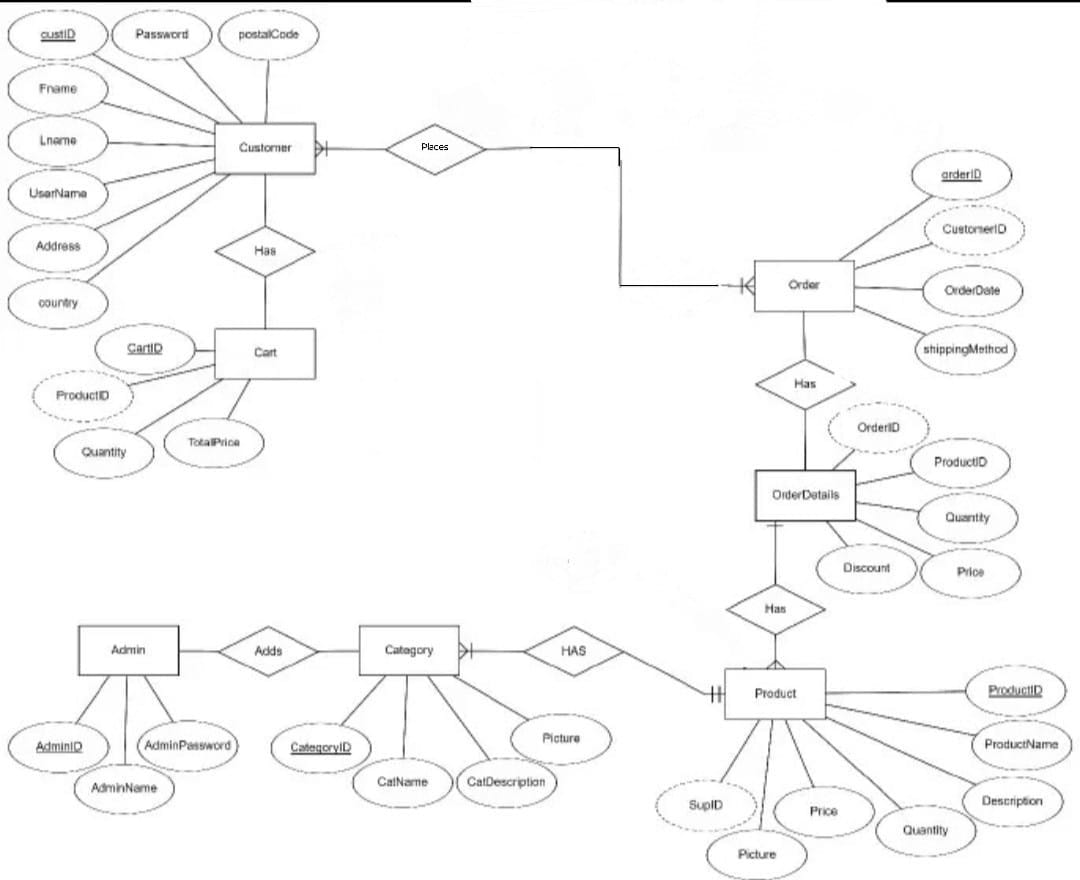 custID
Password
postalCode
Fname
Lname
UserName
Address
country
Customer
Places
Has
CartID
Cart
ProductID
Quantity
TotalPrice
orderID
CustomerID
Order
OrderDate
shippingMethod
Has
OrderID
ProductID
OrderDetails
Quantity
Discount
Price
Has
Admin
Adds
Category
HAS
Product
AdminID
AdminPassword
AdminName
CategoryID
CatName
CatDescription
Picture
ProductID
ProductName
Description
SupID
Price
Quantity
Picture